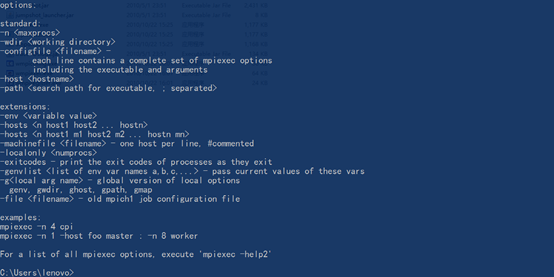 options:
standard:
-n <maxprocs>
-wdir <working directory>
-configfile <filename> -
each line contains a complete set of mpiexec options
including the executable and arguments
-host <hostname>
-path <search path for executable, ; separated>
extensions:
-env <variable value>
-hosts <n host1 host2 ... hostn>
-hosts <n host1 m1 host2 m2 ... hostn mn>
-machinefile <filename> - one host per line, #commented
-localonly <numprocs>
-exitcodes - print the exit codes of processes as they exit
-genvlist <list of env var names a,b,c,...> - pass current values of these vars
-g<local arg name> - global version of local options
genv, gwdir, ghost, gpath, gmap
-file <filename> - old mpich1 job configuration file
examples:
mpiexec -n 4 cpi
mpiexec -n 1 -host foo master : -n 8 worker
For a list of all mpiexec options, execute 'mpiexec -help2'
C:\Users\lenovo>